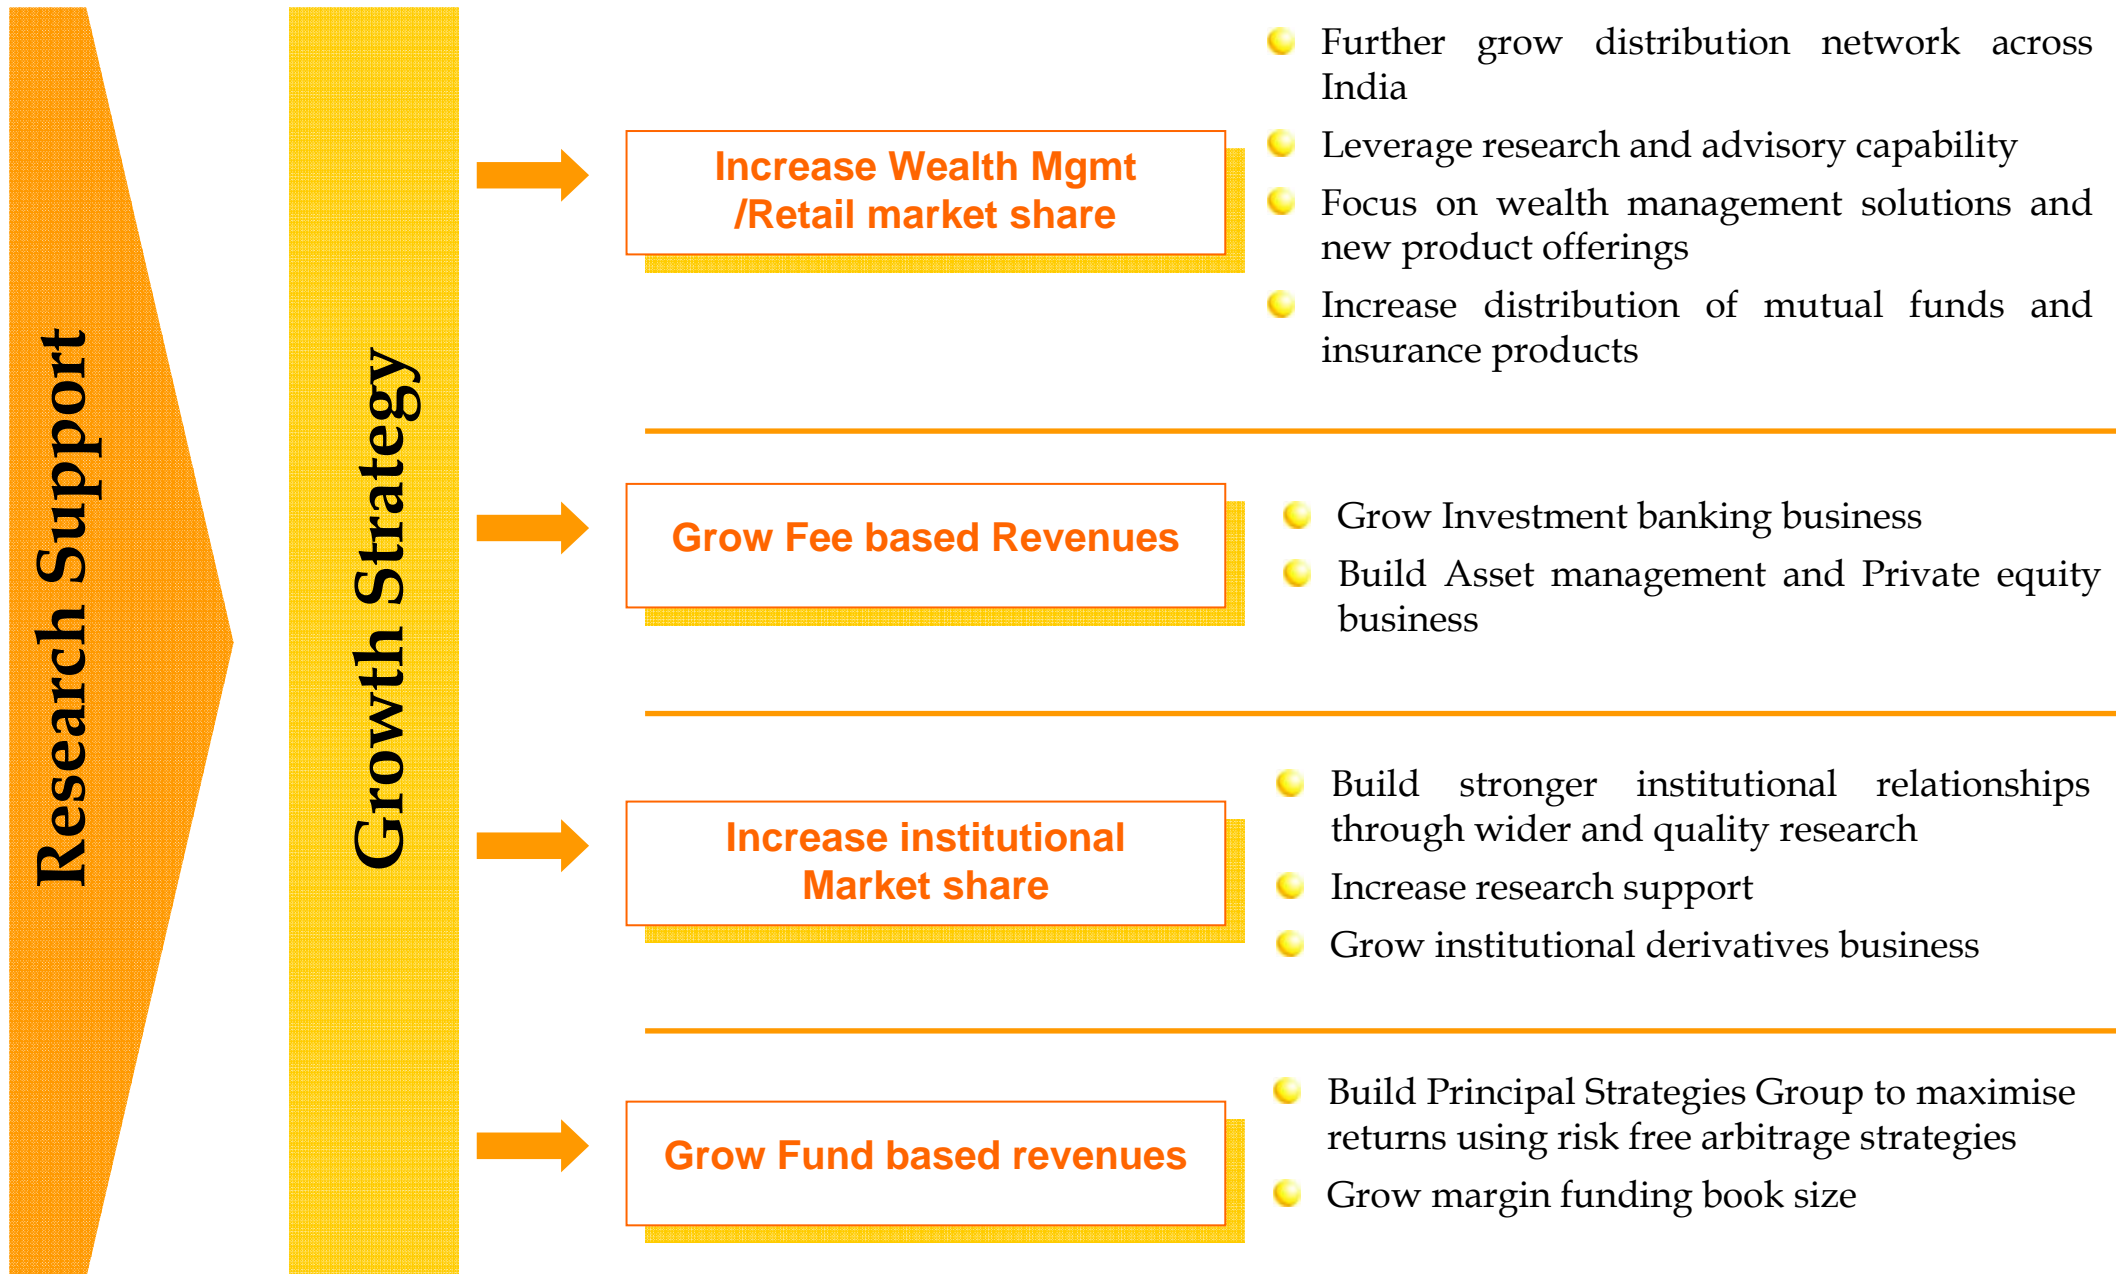 Research Support
Growth Strategy
Increase Wealth Mgmt
/Retail market share
Further grow distribution network across
India
Leverage research and advisory capability
Focus on wealth management solutions and
new product offerings
Increase distribution of mutual funds and
insurance products
Grow Fee based Revenues
Grow Investment banking business
Build Asset management and Private equity
business
Increase institutional
Market share
Build stronger institutional relationships
through wider and quality research
Increase research support
Grow institutional derivatives business
Grow Fund based revenues
Build Principal Strategies Group to maximise
returns using risk free arbitrage strategies
Grow margin funding book size